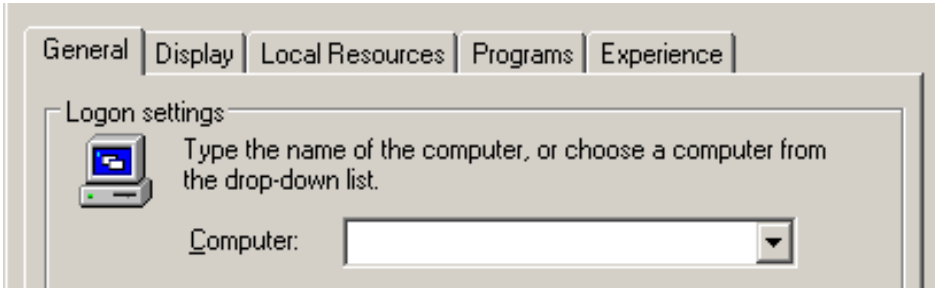 General Display Local Resources Programs Experience
Logon settings
Type the name of the computer, or choose a computer from
the drop-down list.
Computer: